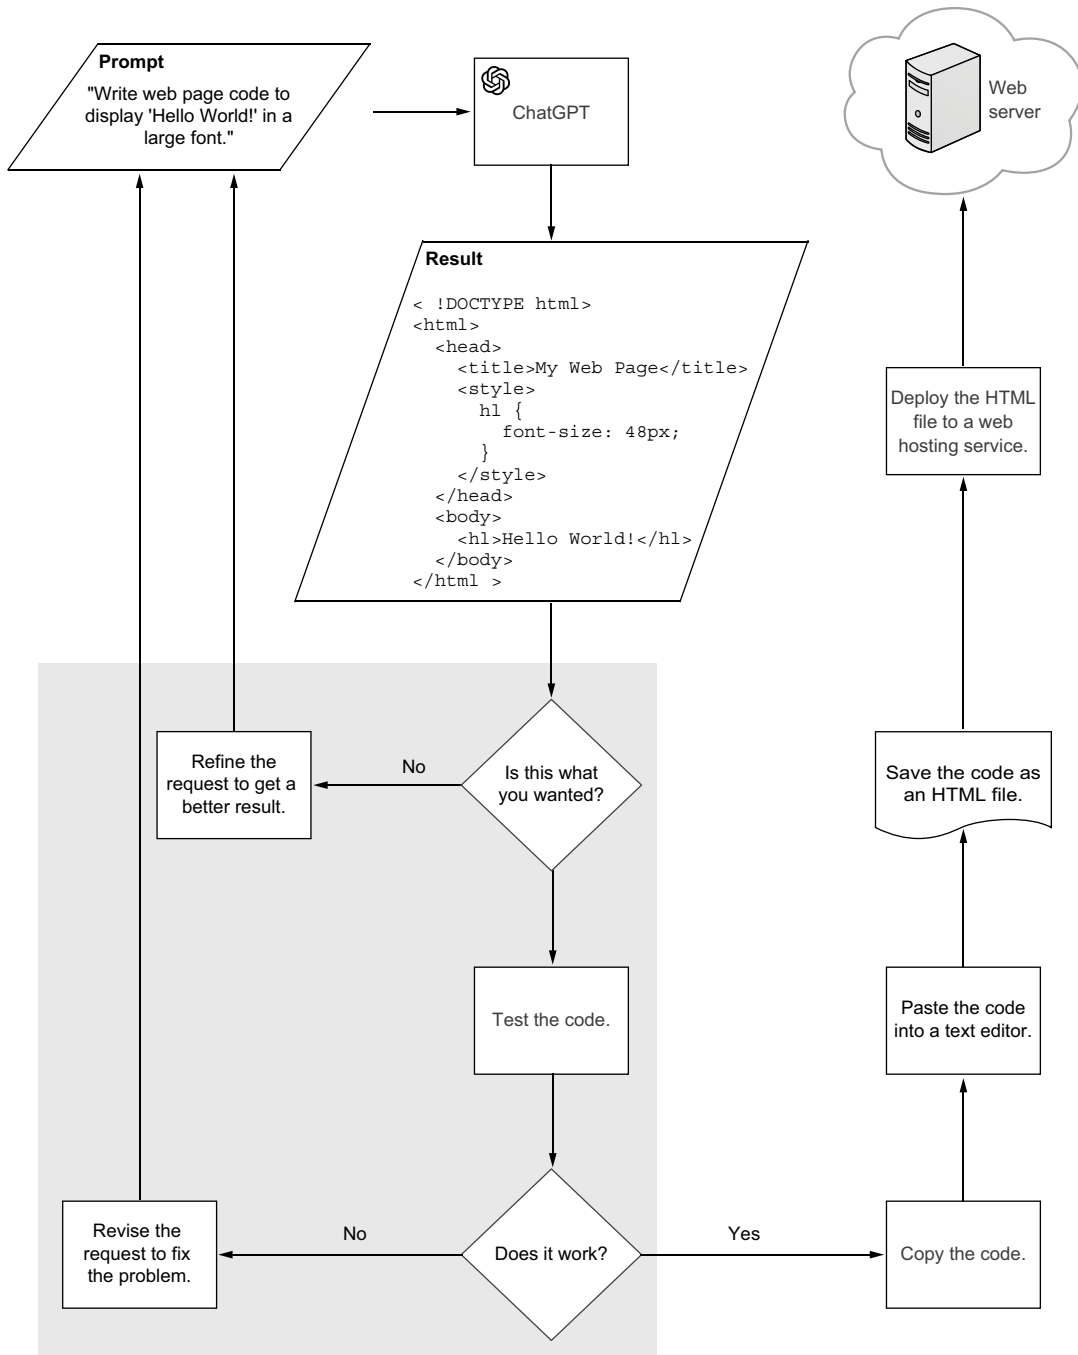 Prompt
"Write web page code to
display 'Hello World!' in a
large font."
ChatGPT
Web
server
Result
< !DOCTYPE html>
<html>
<head>
<title>My Web Page</title>
<style>
hl {
font-size: 48px;
}
</style>
</head>
<body>
<hl>Hello World!</hl>
</body>
</html >
Deploy the HTML
file to a web
hosting service.
Refine the
request to get a
better result.
No
Is this what
you wanted?
Save the code as
an HTML file.
Test the code.
Paste the code
into a text editor.
Revise the
request to fix
the problem.
No
Does it work?
Yes
Copy the code.